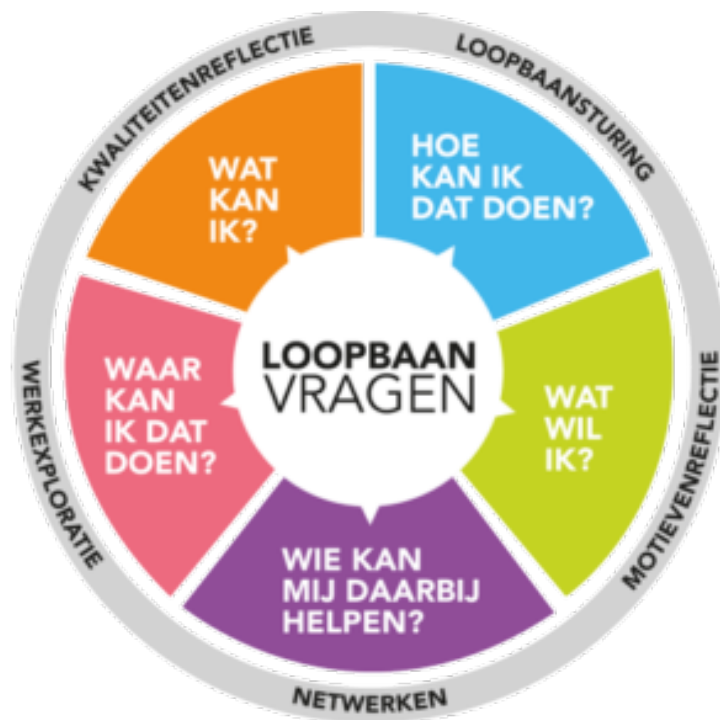 KWALITEITENREFLECTIE
LOOPBAANSTURING
WAT
KAN
IK?
HOE
KAN IK
DAT DOEN?
LOOPBAAN
VRAGEN
WAAR
KAN
IK DAT
DOEN?
WAT
WIL
IK?
WERKEXPLORATIE
MOTIEVENREFLECTIE
WIE KAN
MIJ DAARBIJ
HELPEN?
NETWERKEN